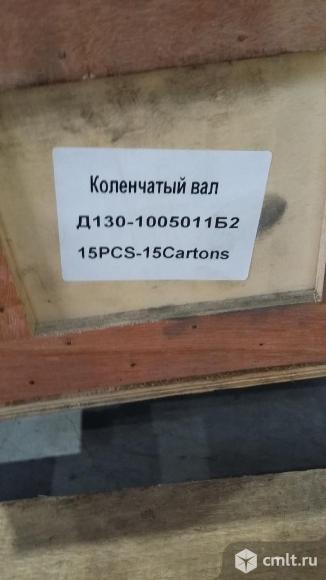 Коленчатый вал
Д130-1005011Б2
15PCS-15Cartons
cmlt.ru